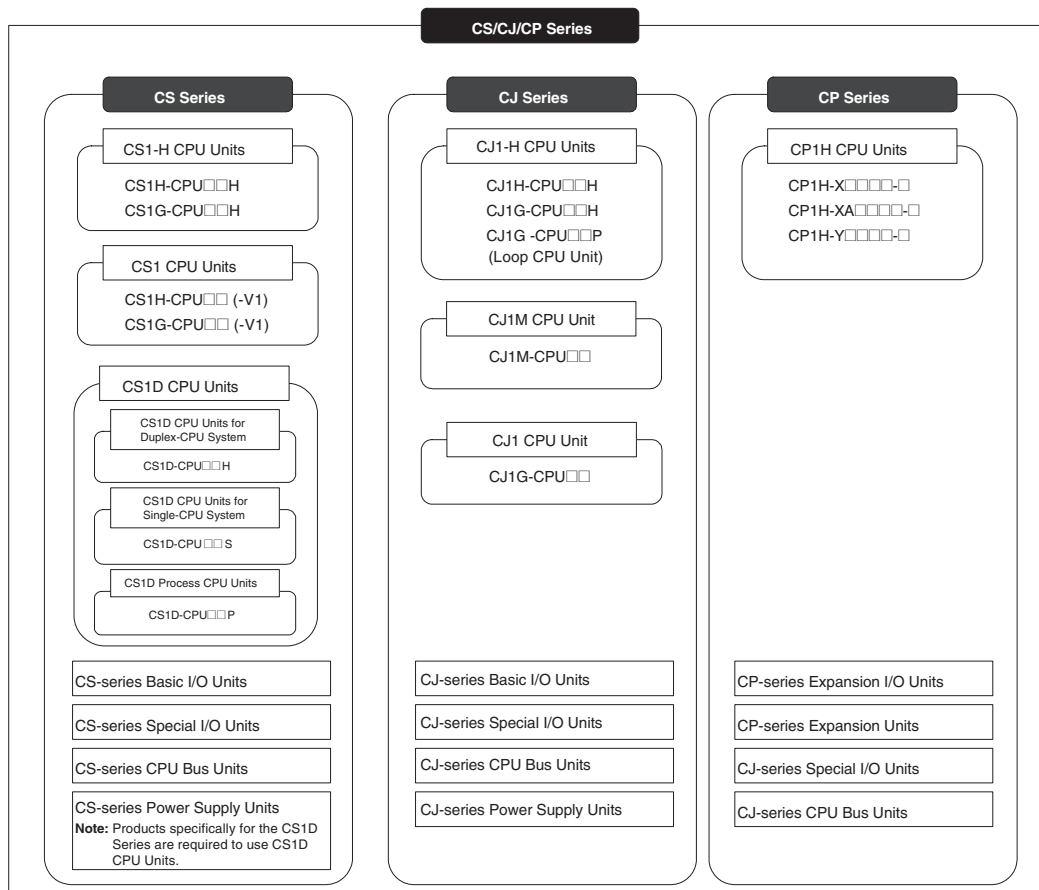 CS/CJ/CP Series
CS Series
CS1-H CPU Units
CS1H-CPU□□H
CS1G-CPU□□H
CS1 CPU Units
CS1H-CPU□□ (-V1)
CS1G-CPU□□ (-V1)
CS1D CPU Units
CS1D CPU Units for
Duplex-CPU System
CS1D-CPU□□H
CS1D CPU Units for
Single-CPU System
CS1D-CPU□□S
CS1D Process CPU Units
CS1D-CPU□□P
CS-series Basic I/O Units
CS-series Special I/O Units
CS-series CPU Bus Units
CS-series Power Supply Units
Note: Products specifically for the CS1D
Series are required to use CS1D
CPU Units.
CJ Series
CJ1-H CPU Units
CJ1H-CPU□□H
CJ1G-CPU□□H
CJ1G -CPU□□P
(Loop CPU Unit)
CJ1M CPU Unit
CJ1M-CPU□□
CJ1 CPU Unit
CJ1G-CPU□□
CJ-series Basic I/O Units
CJ-series Special I/O Units
CJ-series CPU Bus Units
CJ-series Power Supply Units
CP Series
CP1H CPU Units
CP1H-X□□□□-□
CP1H-XA□□□□-□
CP1H-Y□□□□-□
CP-series Expansion I/O Units
CP-series Expansion Units
CJ-series Special I/O Units
CJ-series CPU Bus Units